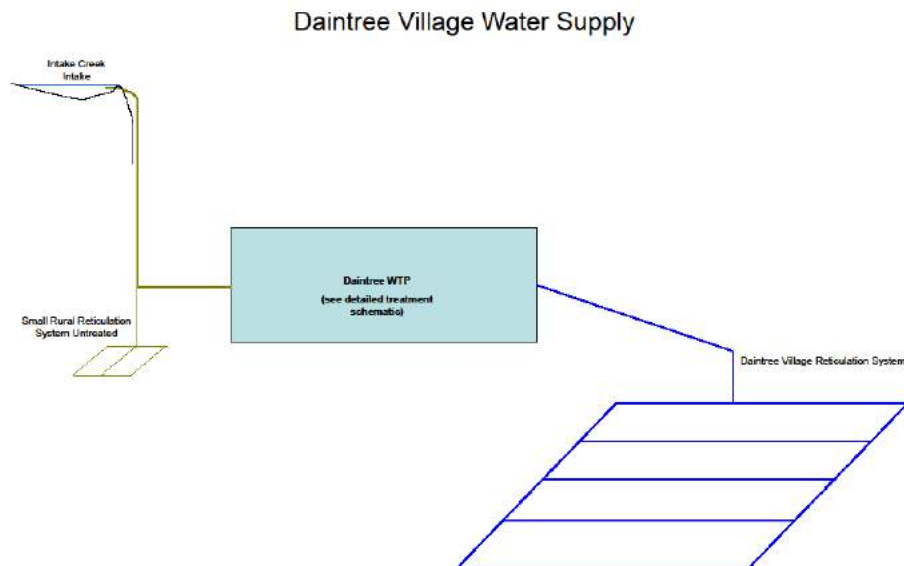 Daintree Village Water Supply
Intake Creek
Intake
Daintree WTP
(see detailed treatment
schematic)
Small Rural Reticulation
System Untreated
Daintree Village Reticulation System